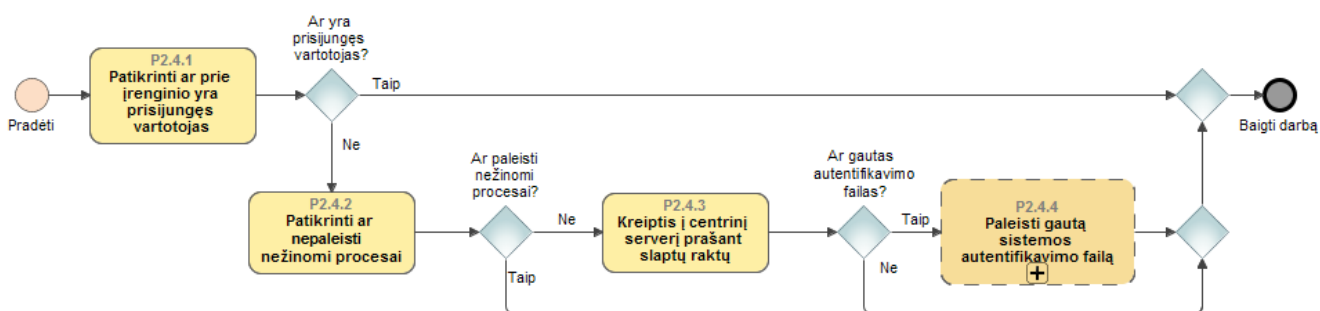 Pradėti
P2.4.1
Patikrinti ar prie
įrenginio yra
prisijungęs
vartotojas
Ar yra
prisijungęs
vartotojas?
Taip
Ne
Baigti darbą
P2.4.2
Patikrinti ar
nepaleisti
nežinomi procesai
Ar paleisti
nežinomi
procesai?
Ne
Taip
P2.4.3
Kreiptis į centrinį
serverį prašant
slaptų raktų
Ar gautas
autentifikavimo
failas?
Taip
Ne
P2.4.4
Paleisti gautą
sistemos
autentifikavimo failą